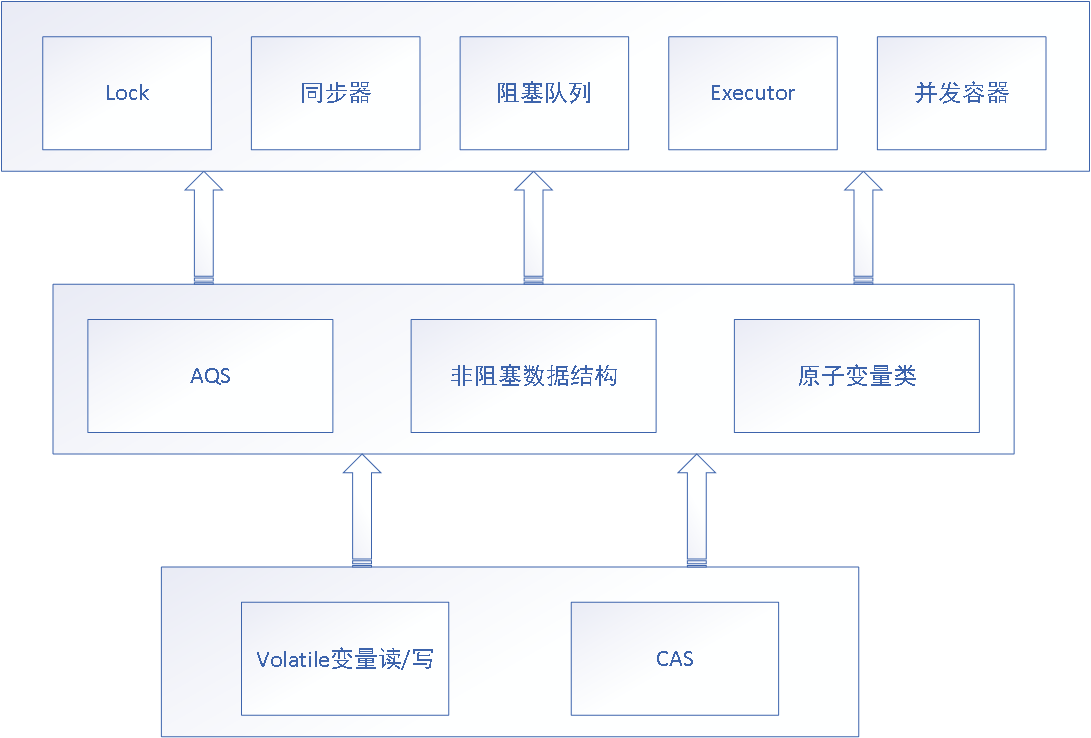 Lock
同步器
阻塞队列
Executor
并发容器
AQS
非阻塞数据结构
原子变量类
Volatile变量读/写
CAS